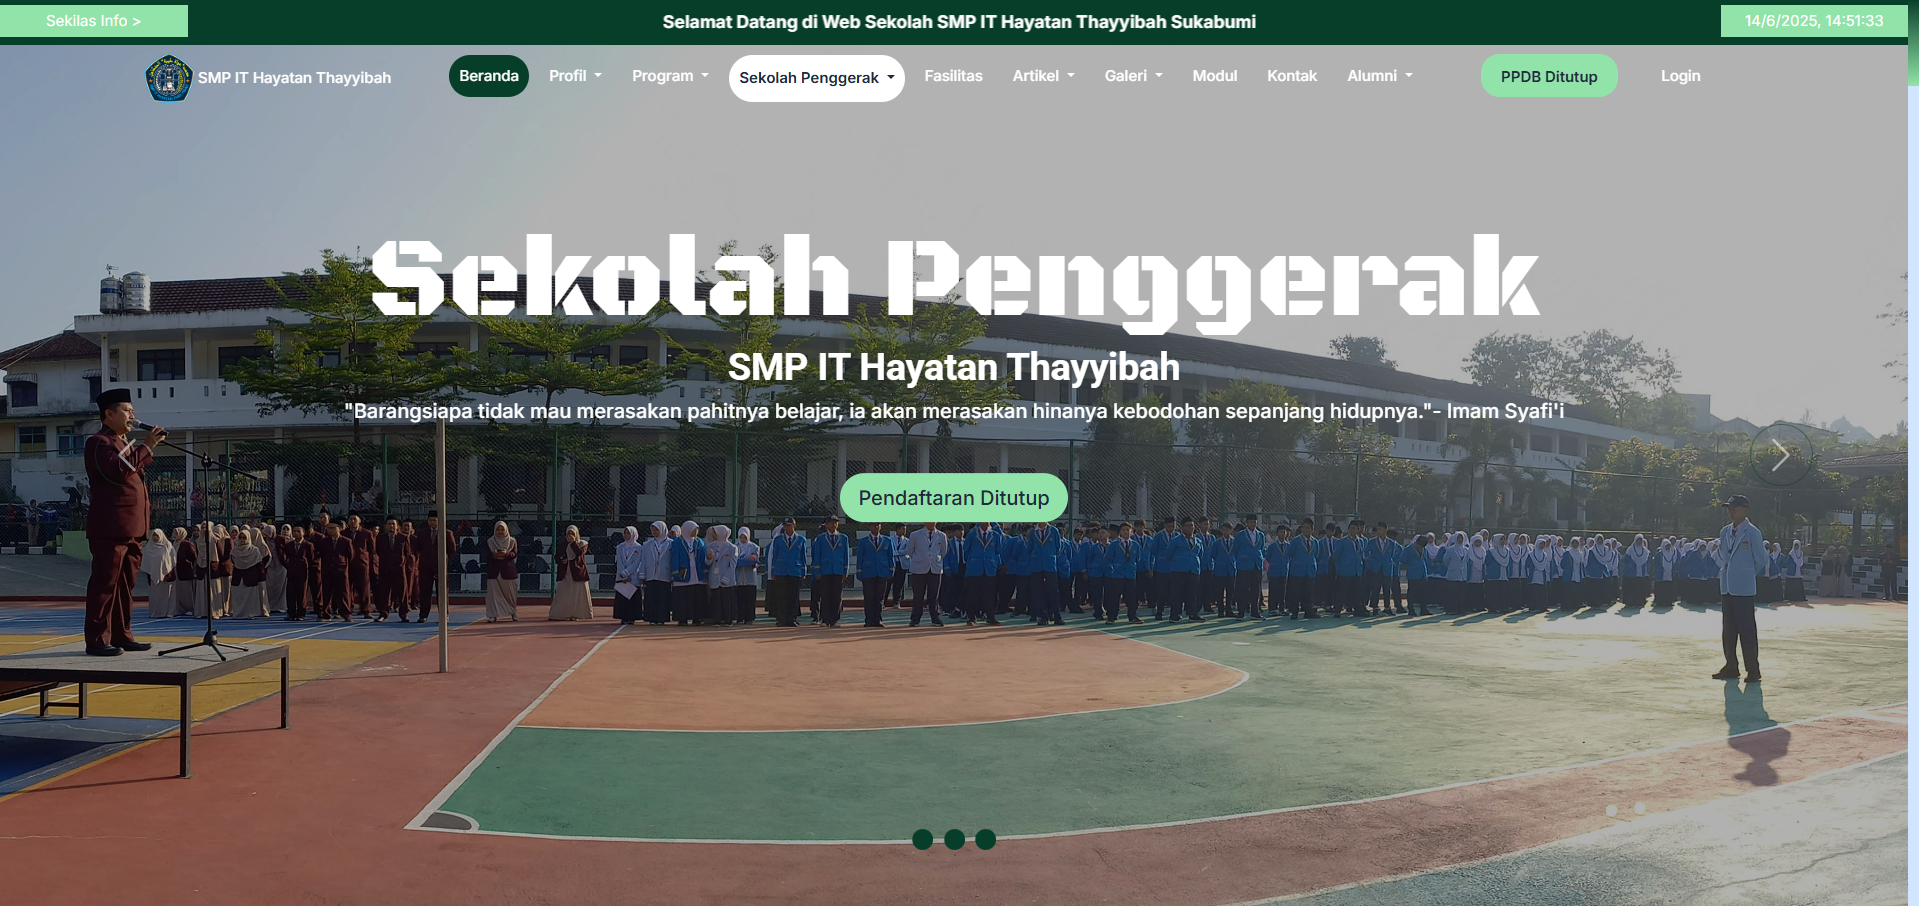 Sekilas Info >
Selamat Datang di Web Sekolah SMP IT Hayatan Thayyibah Sukabumi
14/6/2025, 14:51:33
SMP IT Hayatan Thayyibah
Beranda
Profil
Program
Sekolah Penggerak
Fasilitas
Artikel
Galeri
Modul
Kontak
Alumni
PPDB Ditutup
Login
Sekolah Penggerak
SMP IT Hayatan Thayyibah
"Barangsiapa tidak mau merasakan pahitnya belajar, ia akan merasakan hinanya kebodohan sepanjang hidupnya."- Imam Syafi'i
Pendaftaran Ditutup